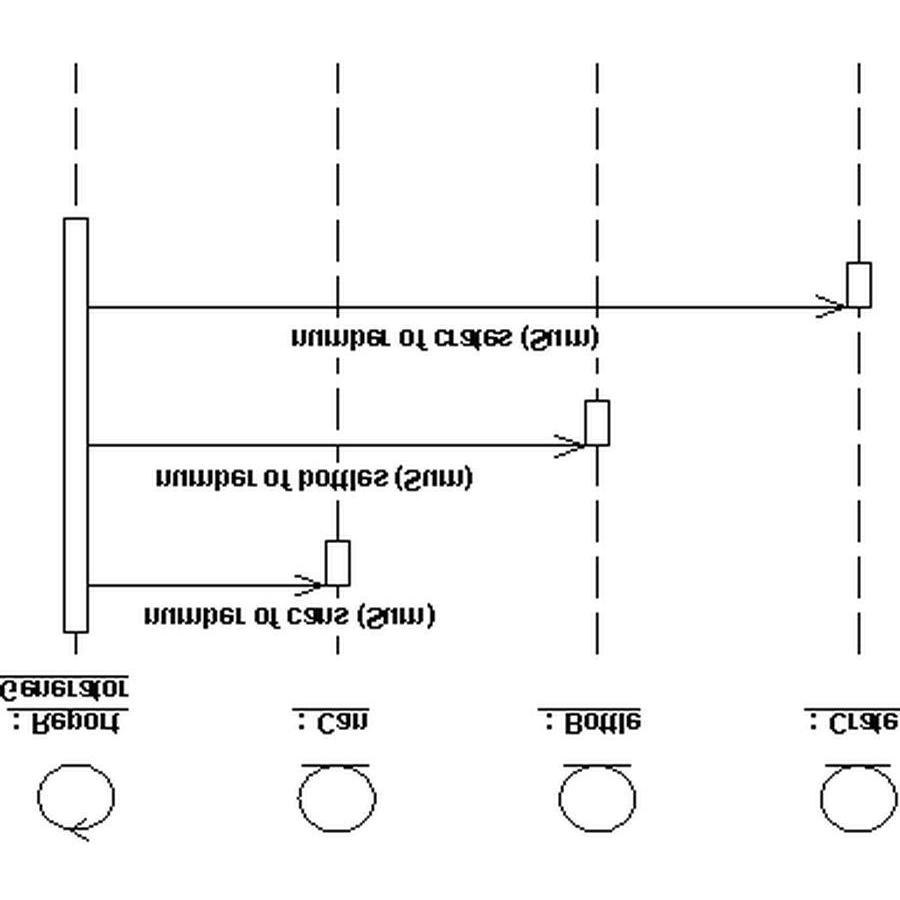 : Report
Generator
: Can
: Bottle
: Crate
number of cans (Sum)
number of bottles (Sum)
number of crates (Sum)